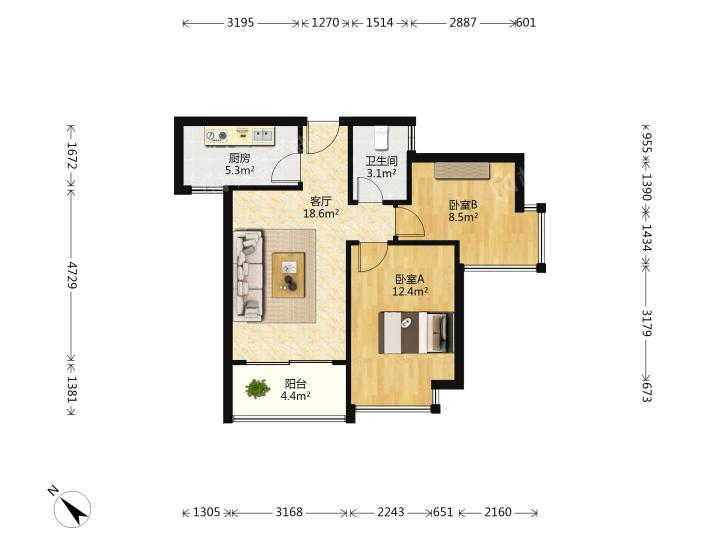 3195 1270 1514 2887 601
厨房
5.3m²
卫生间
3.1m²
客厅
18.6m²
卧室B
8.5m²
卧室A
12.4m²
阳台
4.4m²
1672
4729
1381
955
1390
1434
3179
673
N
1305 3168 2243 651 2160